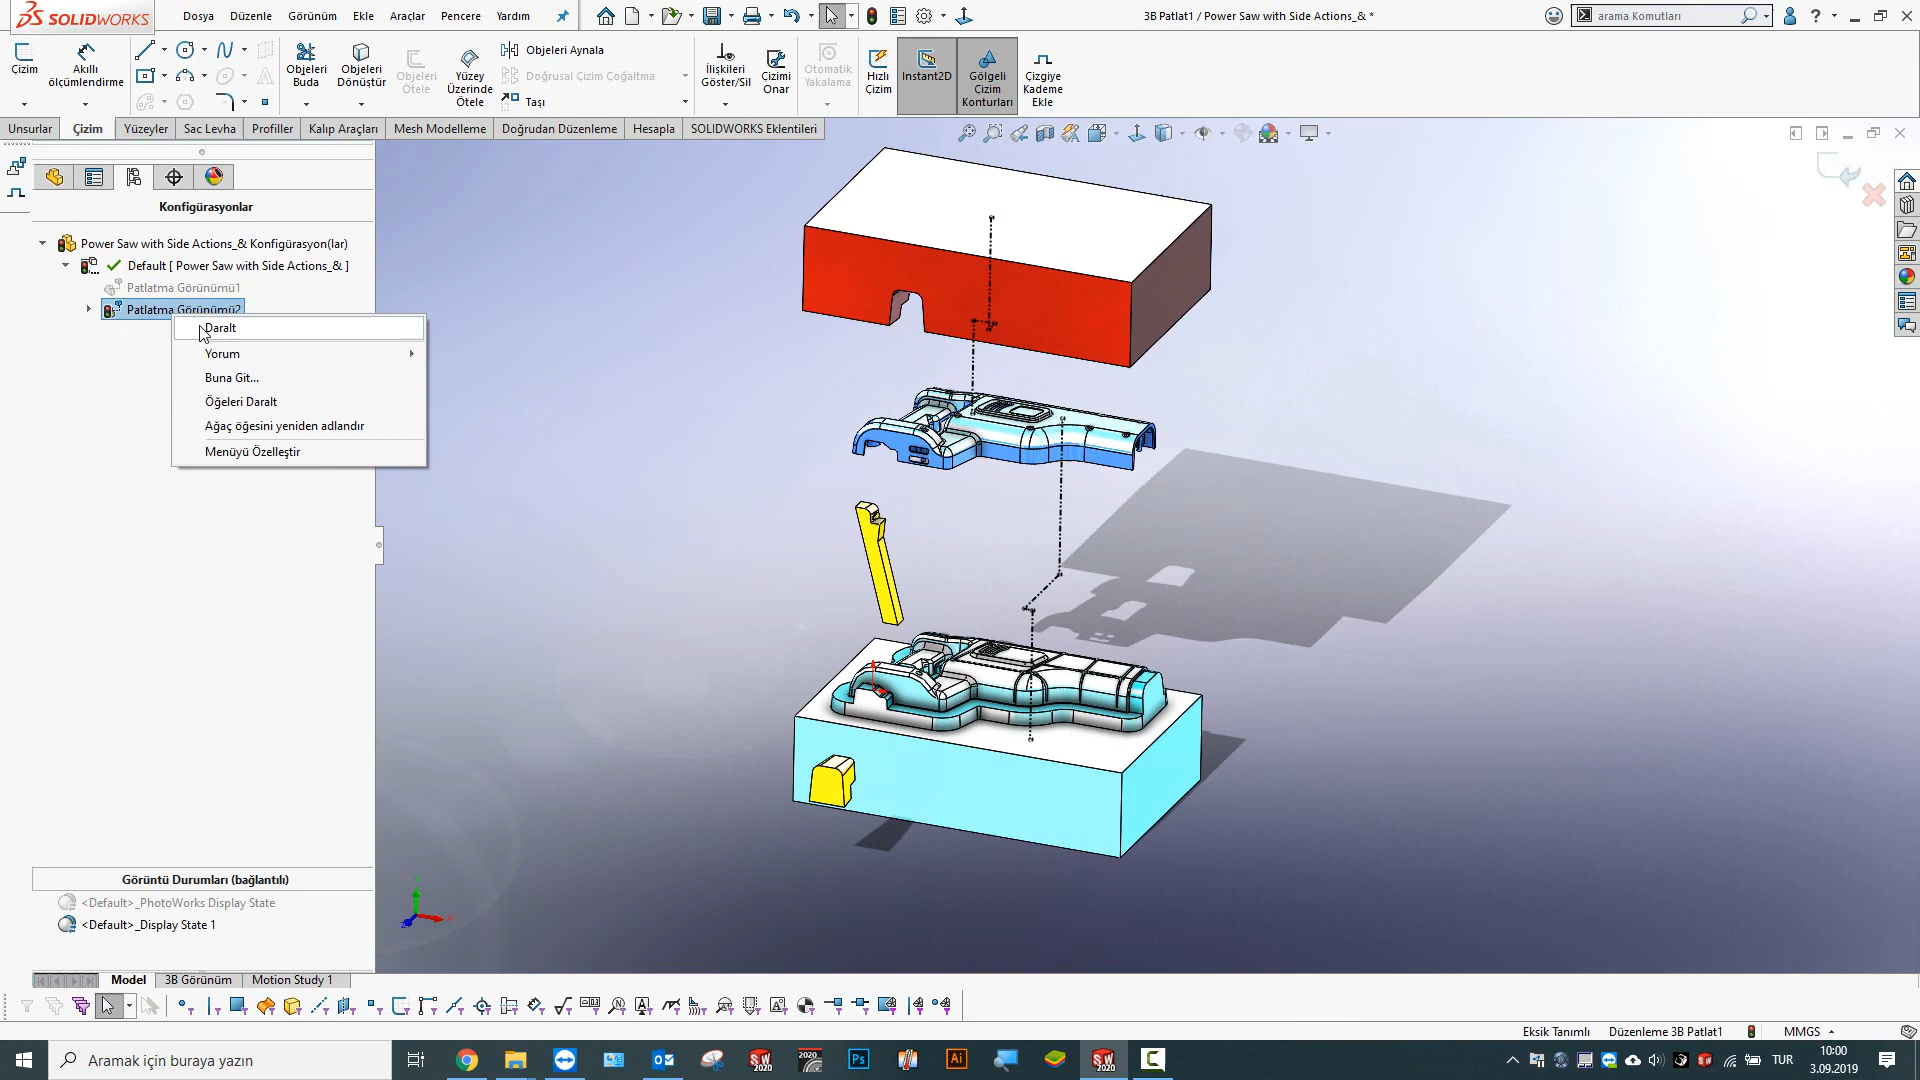 SOLIDWORKS
Dosya Düzenle Görünüm Ekle Araçlar Pencere Yardım
3B Patlat1 / Power Saw with Side Actions_& *
arama Komutları
Çizim
Akıllı ölçümlendirme
Objeleri Buda
Objeleri Dönüştür
Objeleri Ötele
Yüzey Üzerinde Ötele
Objeleri Aynala
Doğrusal Çizim Çoğaltma
Taşı
İlişkileri Göster/Sil
Çizimi Onar
Otomatik Yakalama
Hızlı Çizim
Instant2D
Gölgeli Çizim Konturları
Çizgiye Kademe Ekle
Unsurlar Çizim Yüzeyler Sac Levha Profiller Kalıp Araçları Mesh Modelleme Doğrudan Düzenleme Hesapla SOLIDWORKS Eklentileri
Konfigürasyonlar
Power Saw with Side Actions_& Konfigürasyon(lar)
Default [ Power Saw with Side Actions_& ]
Patlatma Görünümü1
Patlatma Görünümü2
Daralt
Yorum
Buna Git...
Öğeleri Daralt
Ağaç öğesini yeniden adlandır
Menüyü Özelleştir
Görüntü Durumları (bağlantılı)
<Default>_PhotoWorks Display State
<Default>_Display State 1
Model 3B Görünüm Motion Study 1
Eksik Tanımlı Düzenleme 3B Patlat1 MMGS
Aramak için buraya yazın
TUR
10:00
3.09.2019